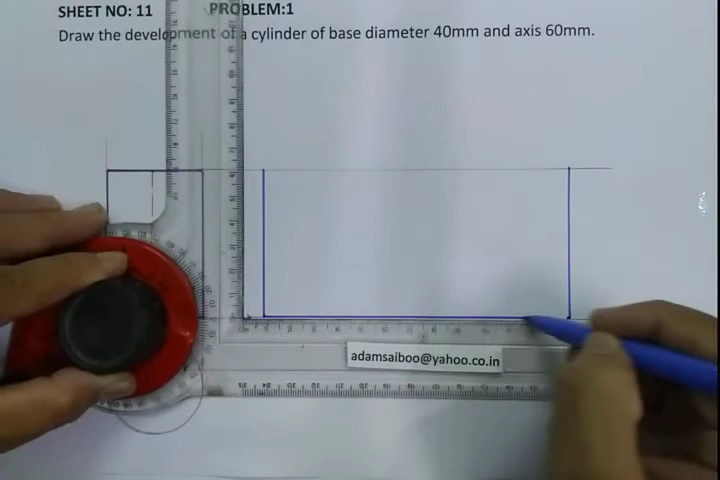 SHEET NO: 11 PROBLEM:1
Draw the development of a cylinder of base diameter 40mm and axis 60mm.
adamsaiboo@yahoo.co.in